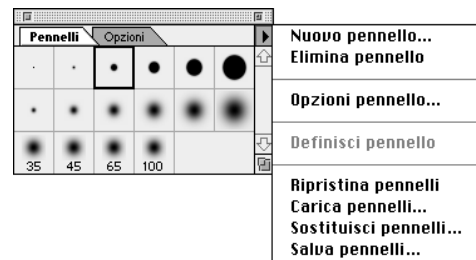 Pennelli Opzioni
35 45 65 100
Nuovo pennello...
Elimina pennello
Opzioni pennello...
Definisci pennello
Ripristina pennelli
Carica pennelli...
Sostituisci pennelli...
Salva pennelli...